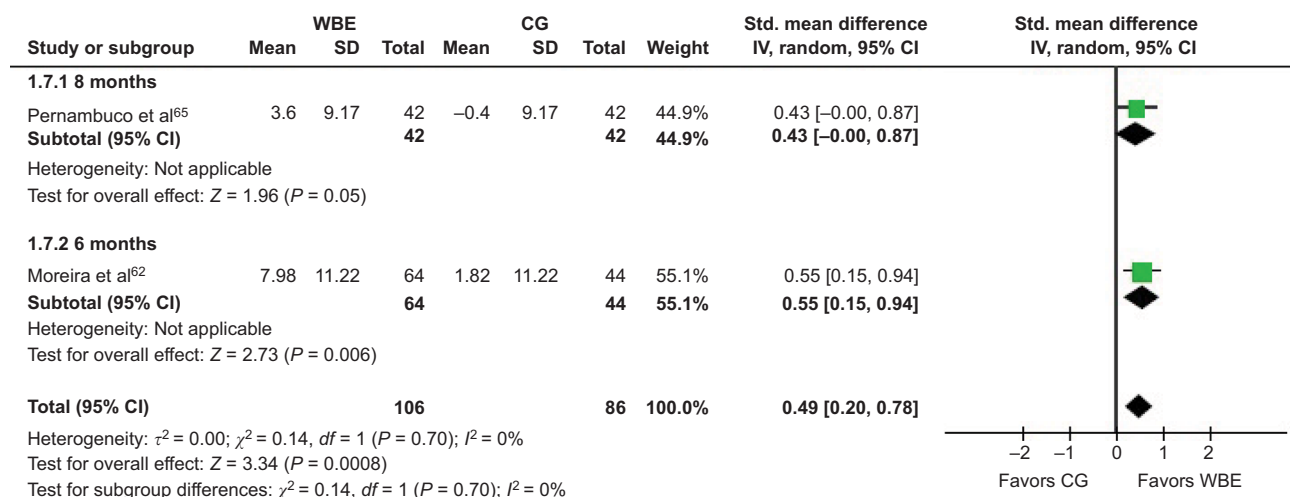 WBE CG Std. mean difference Std. mean difference
Study or subgroup Mean SD Total Mean SD Total Weight IV, random, 95% CI IV, random, 95% CI
1.7.1 8 months
Pernambuco et al⁶⁵ 3.6 9.17 42 –0.4 9.17 42 44.9% 0.43 [–0.00, 0.87]
Subtotal (95% CI) 42 42 44.9% 0.43 [–0.00, 0.87]
Heterogeneity: Not applicable
Test for overall effect: Z = 1.96 (P = 0.05)
1.7.2 6 months
Moreira et al⁶² 7.98 11.22 64 1.82 11.22 44 55.1% 0.55 [0.15, 0.94]
Subtotal (95% CI) 64 44 55.1% 0.55 [0.15, 0.94]
Heterogeneity: Not applicable
Test for overall effect: Z = 2.73 (P = 0.006)
Total (95% CI) 106 86 100.0% 0.49 [0.20, 0.78]
Heterogeneity: τ² = 0.00; χ² = 0.14, df = 1 (P = 0.70); I² = 0%
Test for overall effect: Z = 3.34 (P = 0.0008)
Test for subgroup differences: χ² = 0.14, df = 1 (P = 0.70); I² = 0%
–2 –1 0 1 2
Favors CG Favors WBE